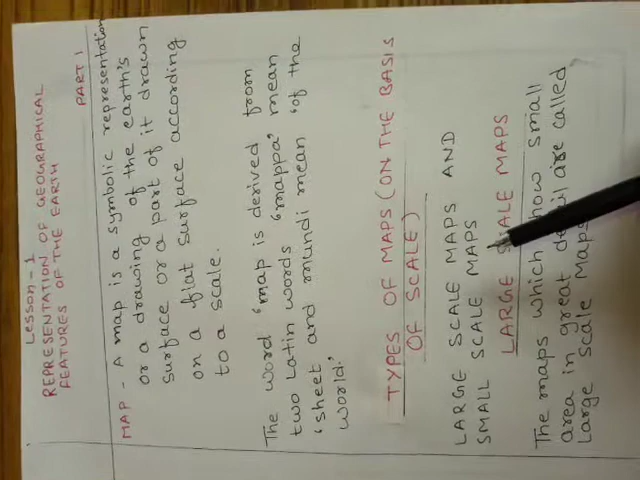 Lesson-1
REPRESENTATION OF GEOGRAPHICAL
FEATURES OF THE EARTH
PART 1
MAP - A map is a symbolic representation
or a drawing of the earth's
surface or a part of it drawn
on a flat surface according
to a scale.
The word 'map is derived from
two Latin words 'mappa' mean
'sheet and mundi mean 'of the
world.'
TYPES OF MAPS (ON THE BASIS
OF SCALE)
LARGE SCALE MAPS AND
SMALL SCALE MAPS
LARGE SCALE MAPS
The maps which show small
area in great detail are called
large scale maps